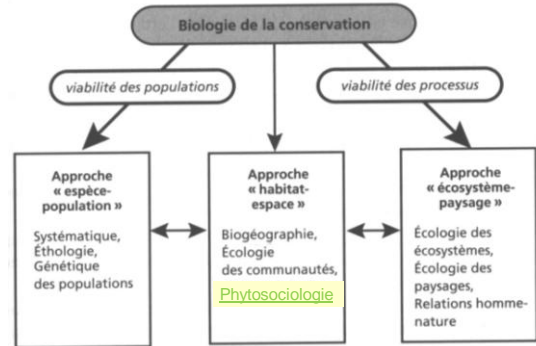 Biologie de la conservation
viabilité des populations
viabilité des processus
Approche
« espèce-
population »
Systématique,
Éthologie,
Génétique
des populations
Approche
« habitat-
espace »
Biogéographie,
Écologie
des communautés,
Phytosociologie
Approche
« écosystème-
paysage »
Écologie des
écosystèmes,
Écologie des
paysages,
Relations homme-
nature